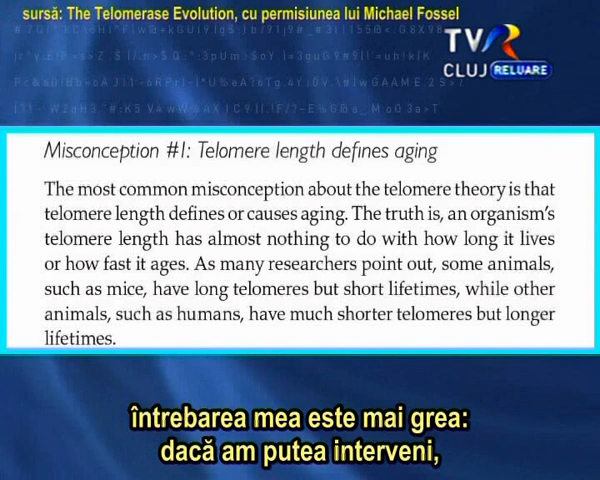 sursă: The Telomerase Evolution, cu permisiunea lui Michael Fossel
TVR
CLUJ RELUARE
Misconception #1: Telomere length defines aging
The most common misconception about the telomere theory is that
telomere length defines or causes aging. The truth is, an organism's
telomere length has almost nothing to do with how long it lives
or how fast it ages. As many researchers point out, some animals,
such as mice, have long telomeres but short lifetimes, while other
animals, such as humans, have much shorter telomeres but longer
lifetimes.
întrebarea mea este mai grea:
dacă am putea interveni,